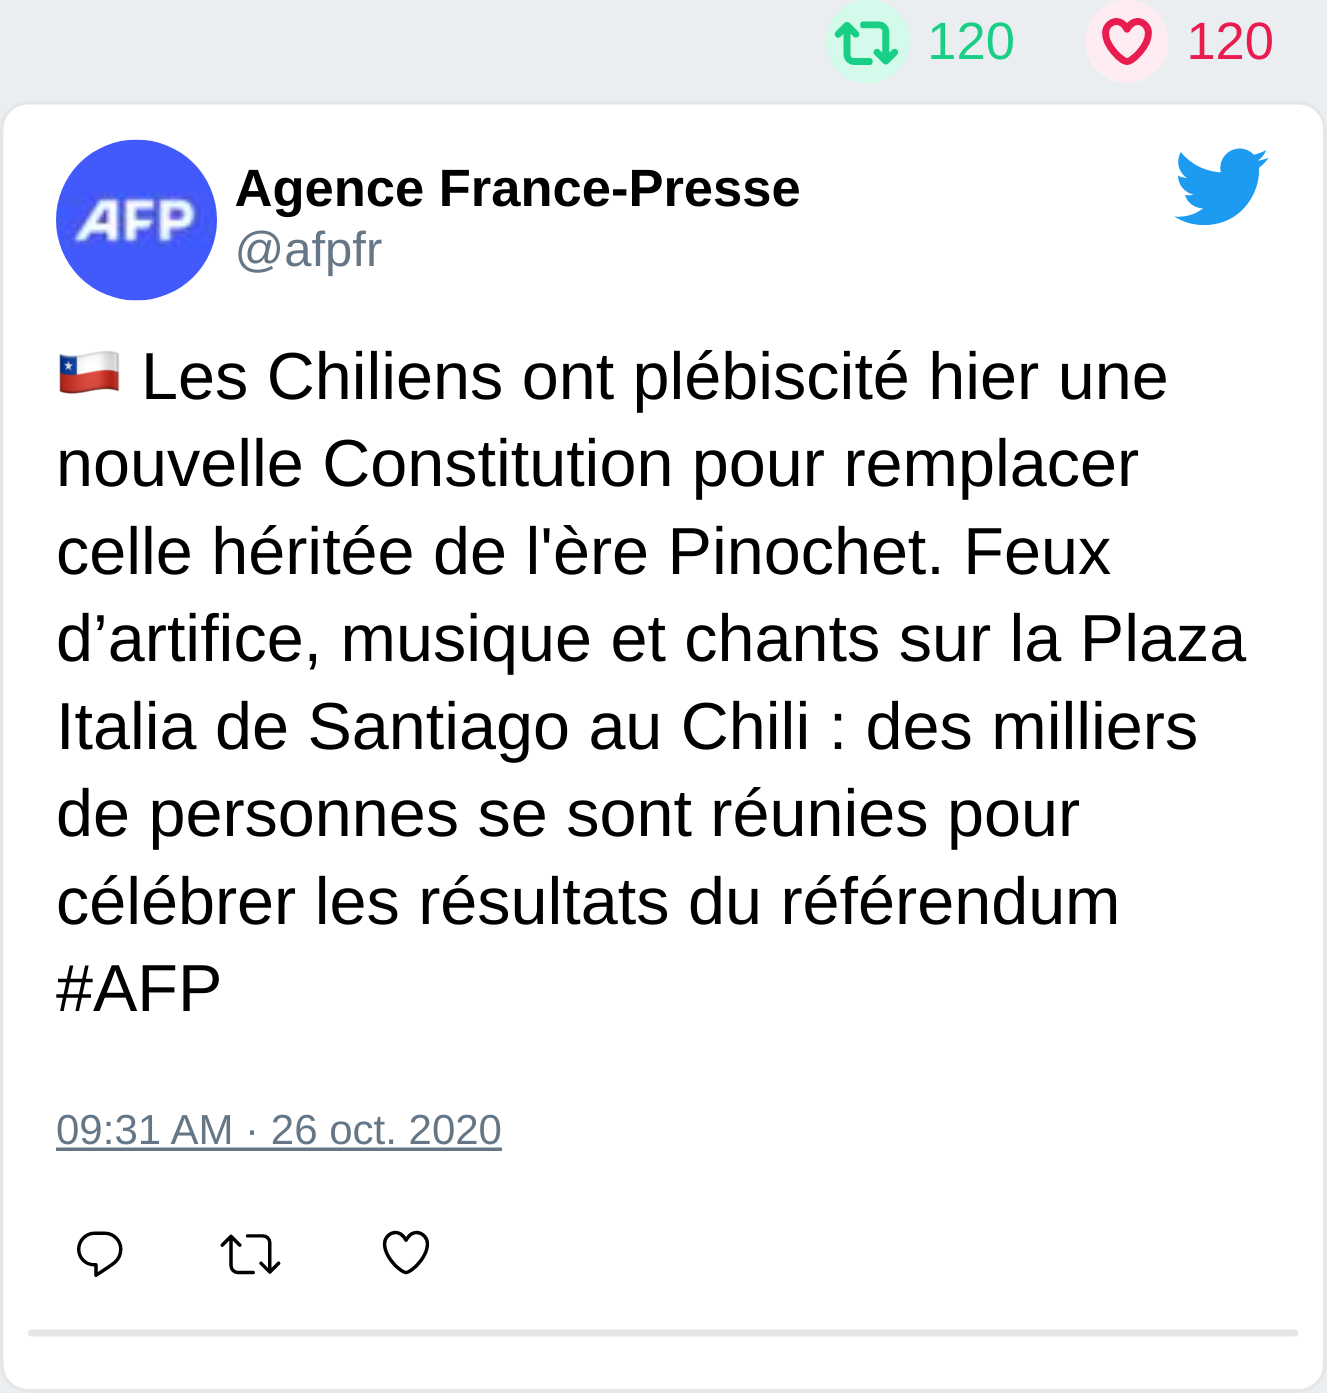 120 120
AFP
Agence France-Presse
@afpfr
🇨🇱 Les Chiliens ont plébiscité hier une
nouvelle Constitution pour remplacer
celle héritée de l'ère Pinochet. Feux
d’artifice, musique et chants sur la Plaza
Italia de Santiago au Chili : des milliers
de personnes se sont réunies pour
célébrer les résultats du référendum
#AFP
09:31 AM · 26 oct. 2020